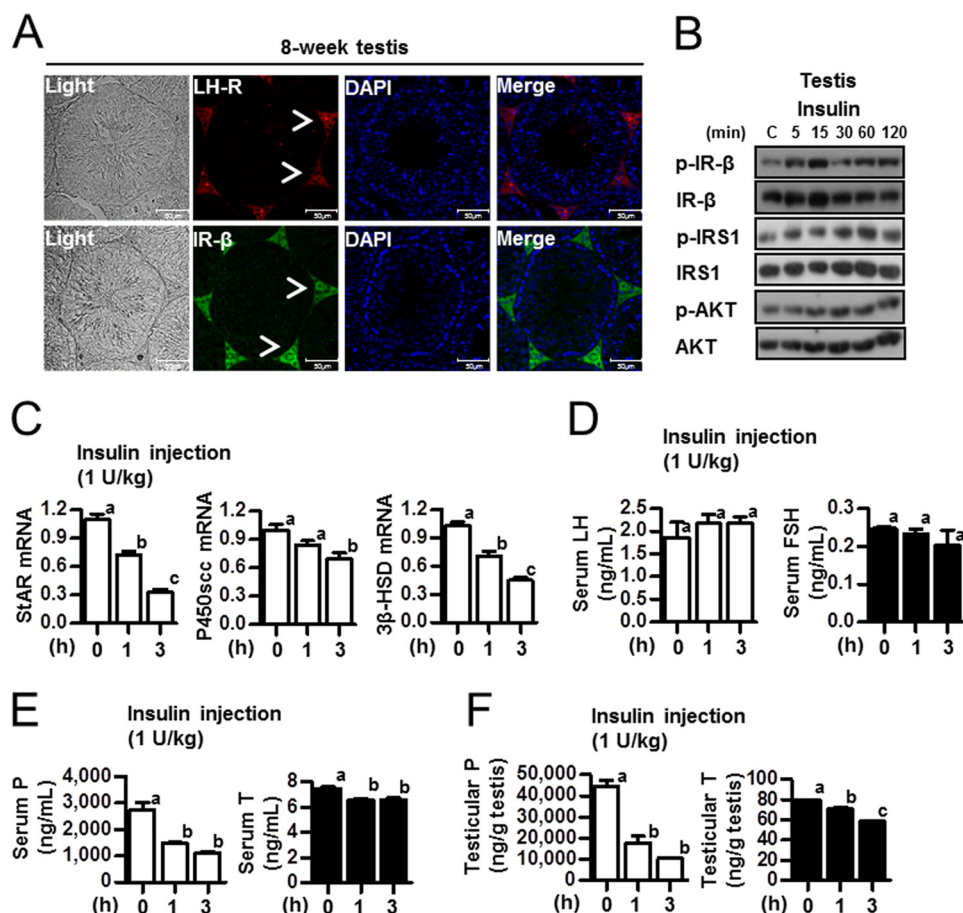 A
8-week testis
Light LH-R DAPI Merge
50μm 50μm 50μm 50μm
Light IR-β DAPI Merge
50μm 50μm 50μm 50μm
B
Testis
Insulin
(min) C 5 15 30 60 120
p-IR-β
IR-β
p-IRS1
IRS1
p-AKT
AKT
C
Insulin injection
(1 U/kg)
StAR mRNA
1.2
0.9
0.6
0.3
0.0
a b c
(h) 0 1 3
P450scc mRNA
1.2
0.9
0.6
0.3
0.0
a a b
0 1 3
3β-HSD mRNA
1.2
0.9
0.6
0.3
0.0
a b c
0 1 3
D
Insulin injection
(1 U/kg)
Serum LH
(ng/mL)
2.5
2.0
1.5
1.0
0.5
0.0
a a a
(h) 0 1 3
Serum FSH
(ng/mL)
0.3
0.2
0.1
0.0
a a a
0 1 3
E
Insulin injection
(1 U/kg)
Serum P
(ng/mL)
4,000
3,000
2,000
1,000
0
a b b
(h) 0 1 3
Serum T
(ng/mL)
8
6
4
2
0
a b b
0 1 3
F
Insulin injection
(1 U/kg)
Testicular P
(ng/g testis)
50,000
40,000
30,000
20,000
10,000
0
a b b
(h) 0 1 3
Testicular T
(ng/g testis)
100
80
60
40
20
0
a b c
0 1 3